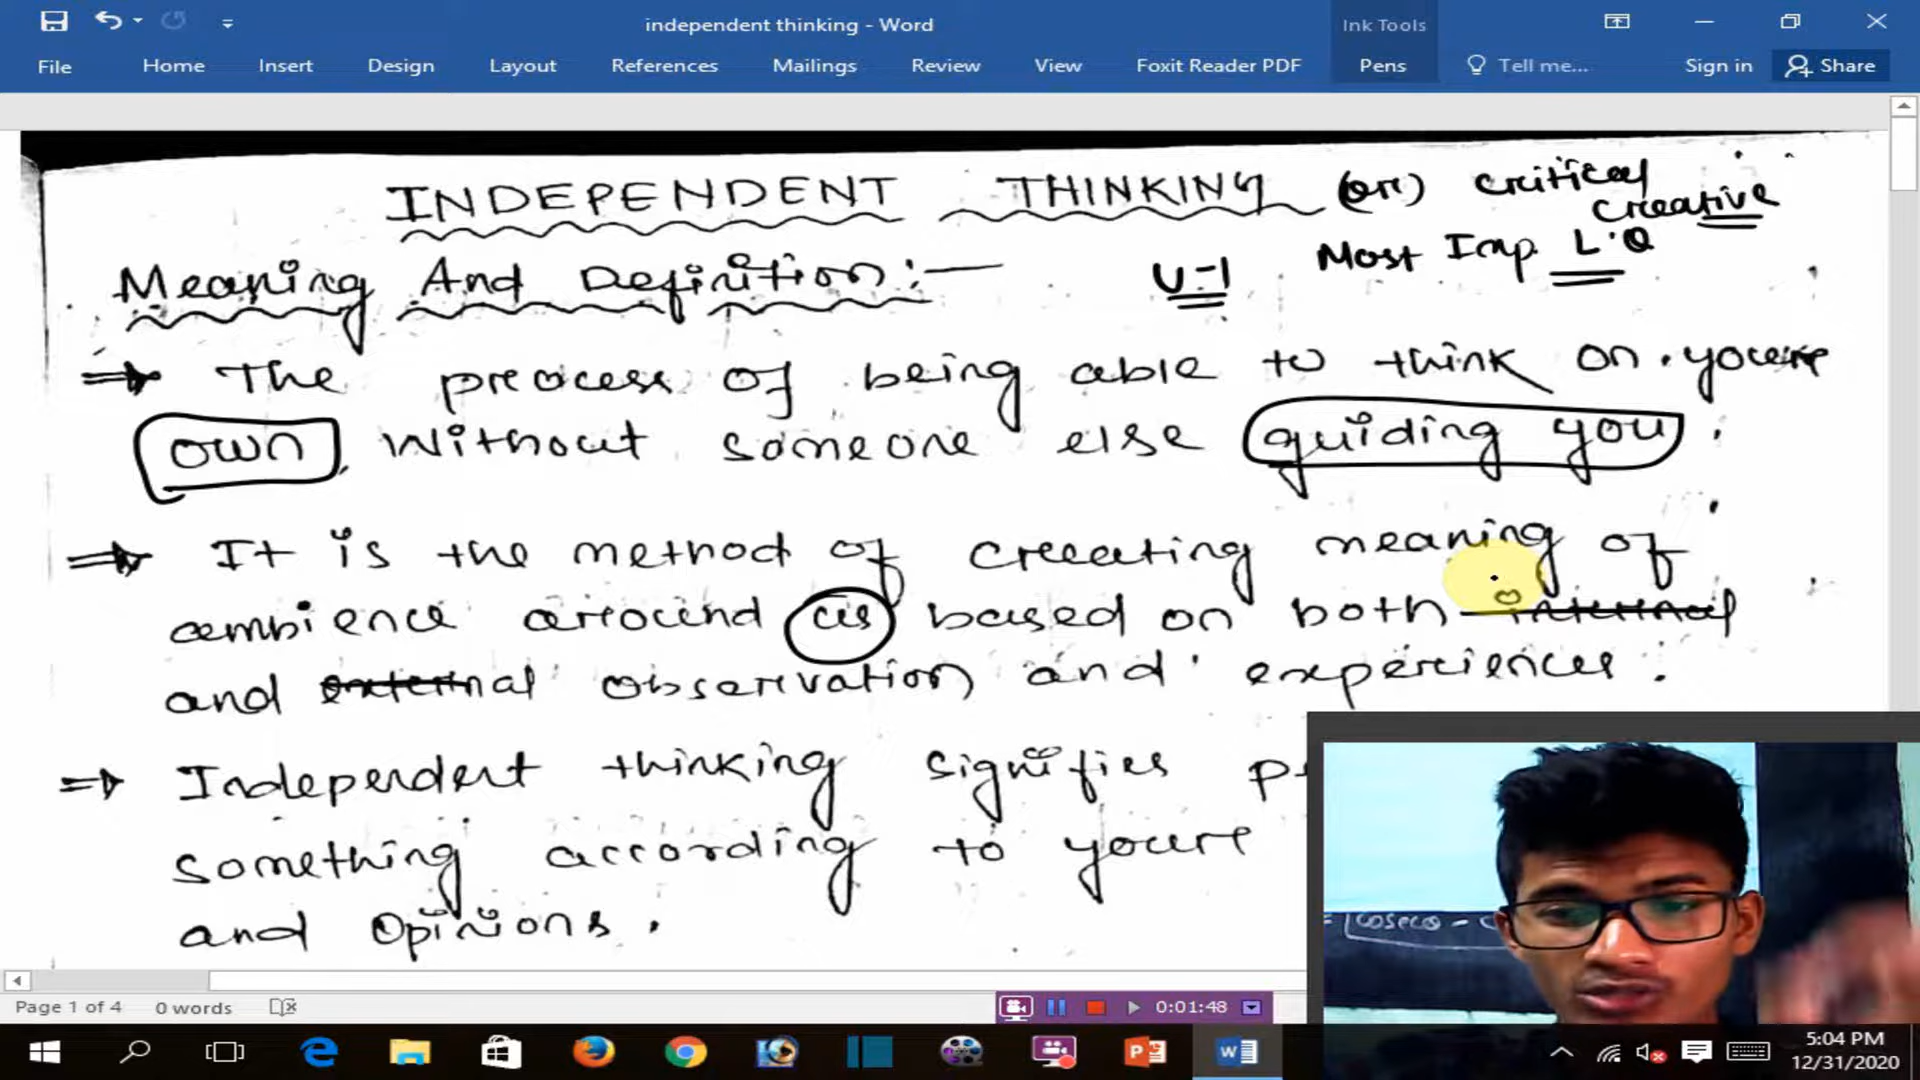 independent thinking - Word
Ink Tools
File Home Insert Design Layout References Mailings Review View Foxit Reader PDF Pens Tell me... Sign in Share
INDEPENDENT THINKING (or) critical
creative
Most Imp. L.Q
Meaning And Definition:- U-1
⇒ The process of being able to think on your
own, without someone else guiding you.
⇒ It is the method of creating meaning of
ambience around us based on both internal
and external observation and experiences.
⇒ Independent thinking signifies
something according to your
and opinions.
Page 1 of 4 0 words
0:01:48
5:04 PM
12/31/2020